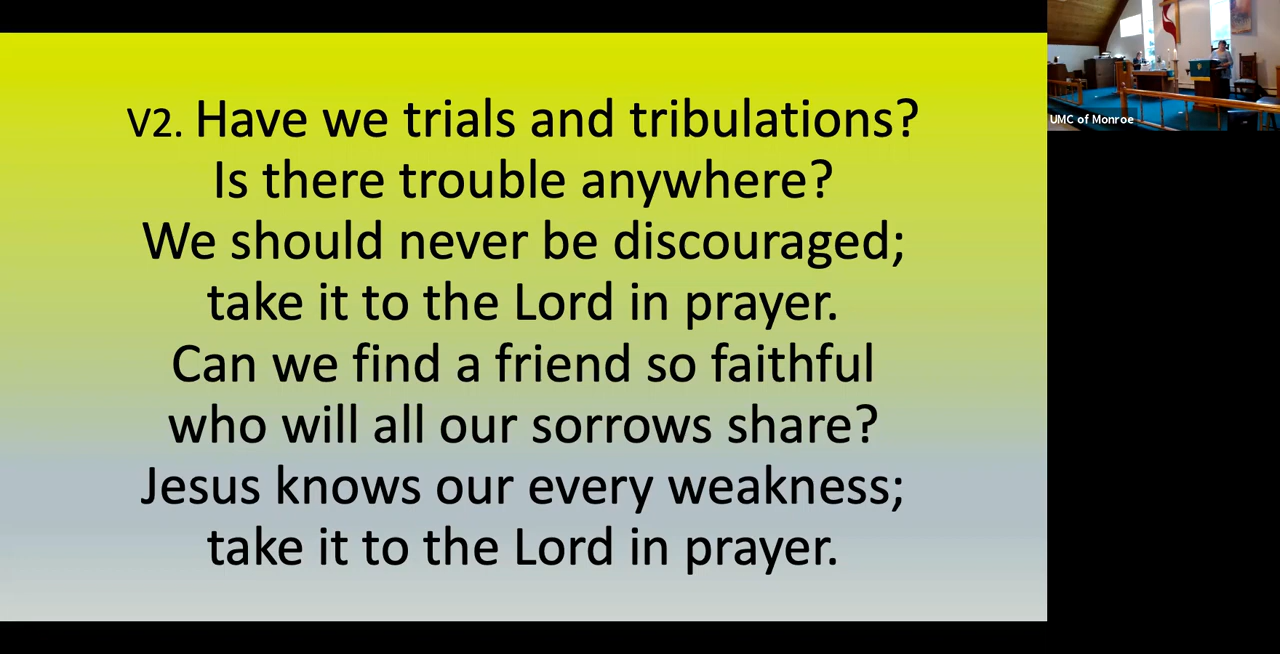 V2. Have we trials and tribulations?
Is there trouble anywhere?
We should never be discouraged;
take it to the Lord in prayer.
Can we find a friend so faithful
who will all our sorrows share?
Jesus knows our every weakness;
take it to the Lord in prayer.
UMC of Monroe